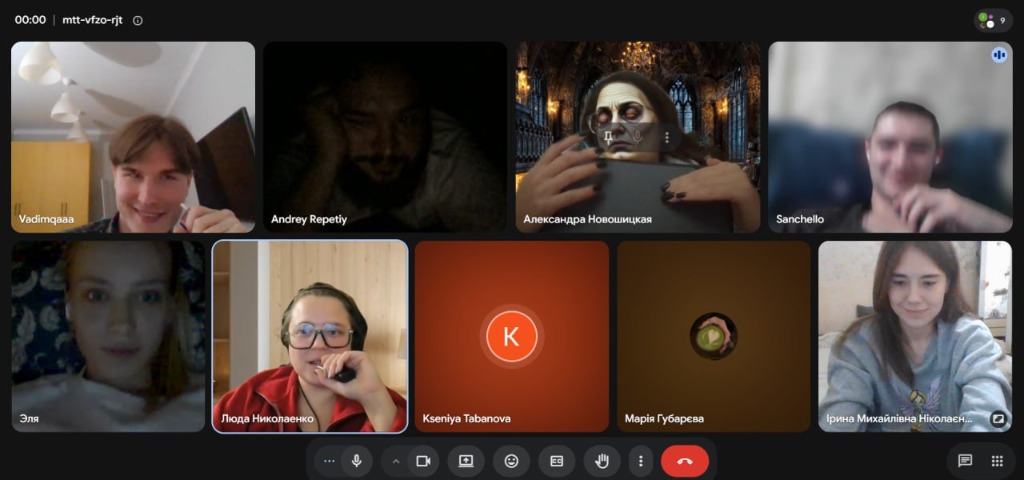 00:00 | mtt-vfzo-rjt
9
Vadimqaaa
Andrey Repetiy
Александра Новошицкая
Sanchello
Эля
Люда Николаенко
K
Kseniya Tabanova
Марія Губарєва
Ірина Михайлівна Ніколаєн...